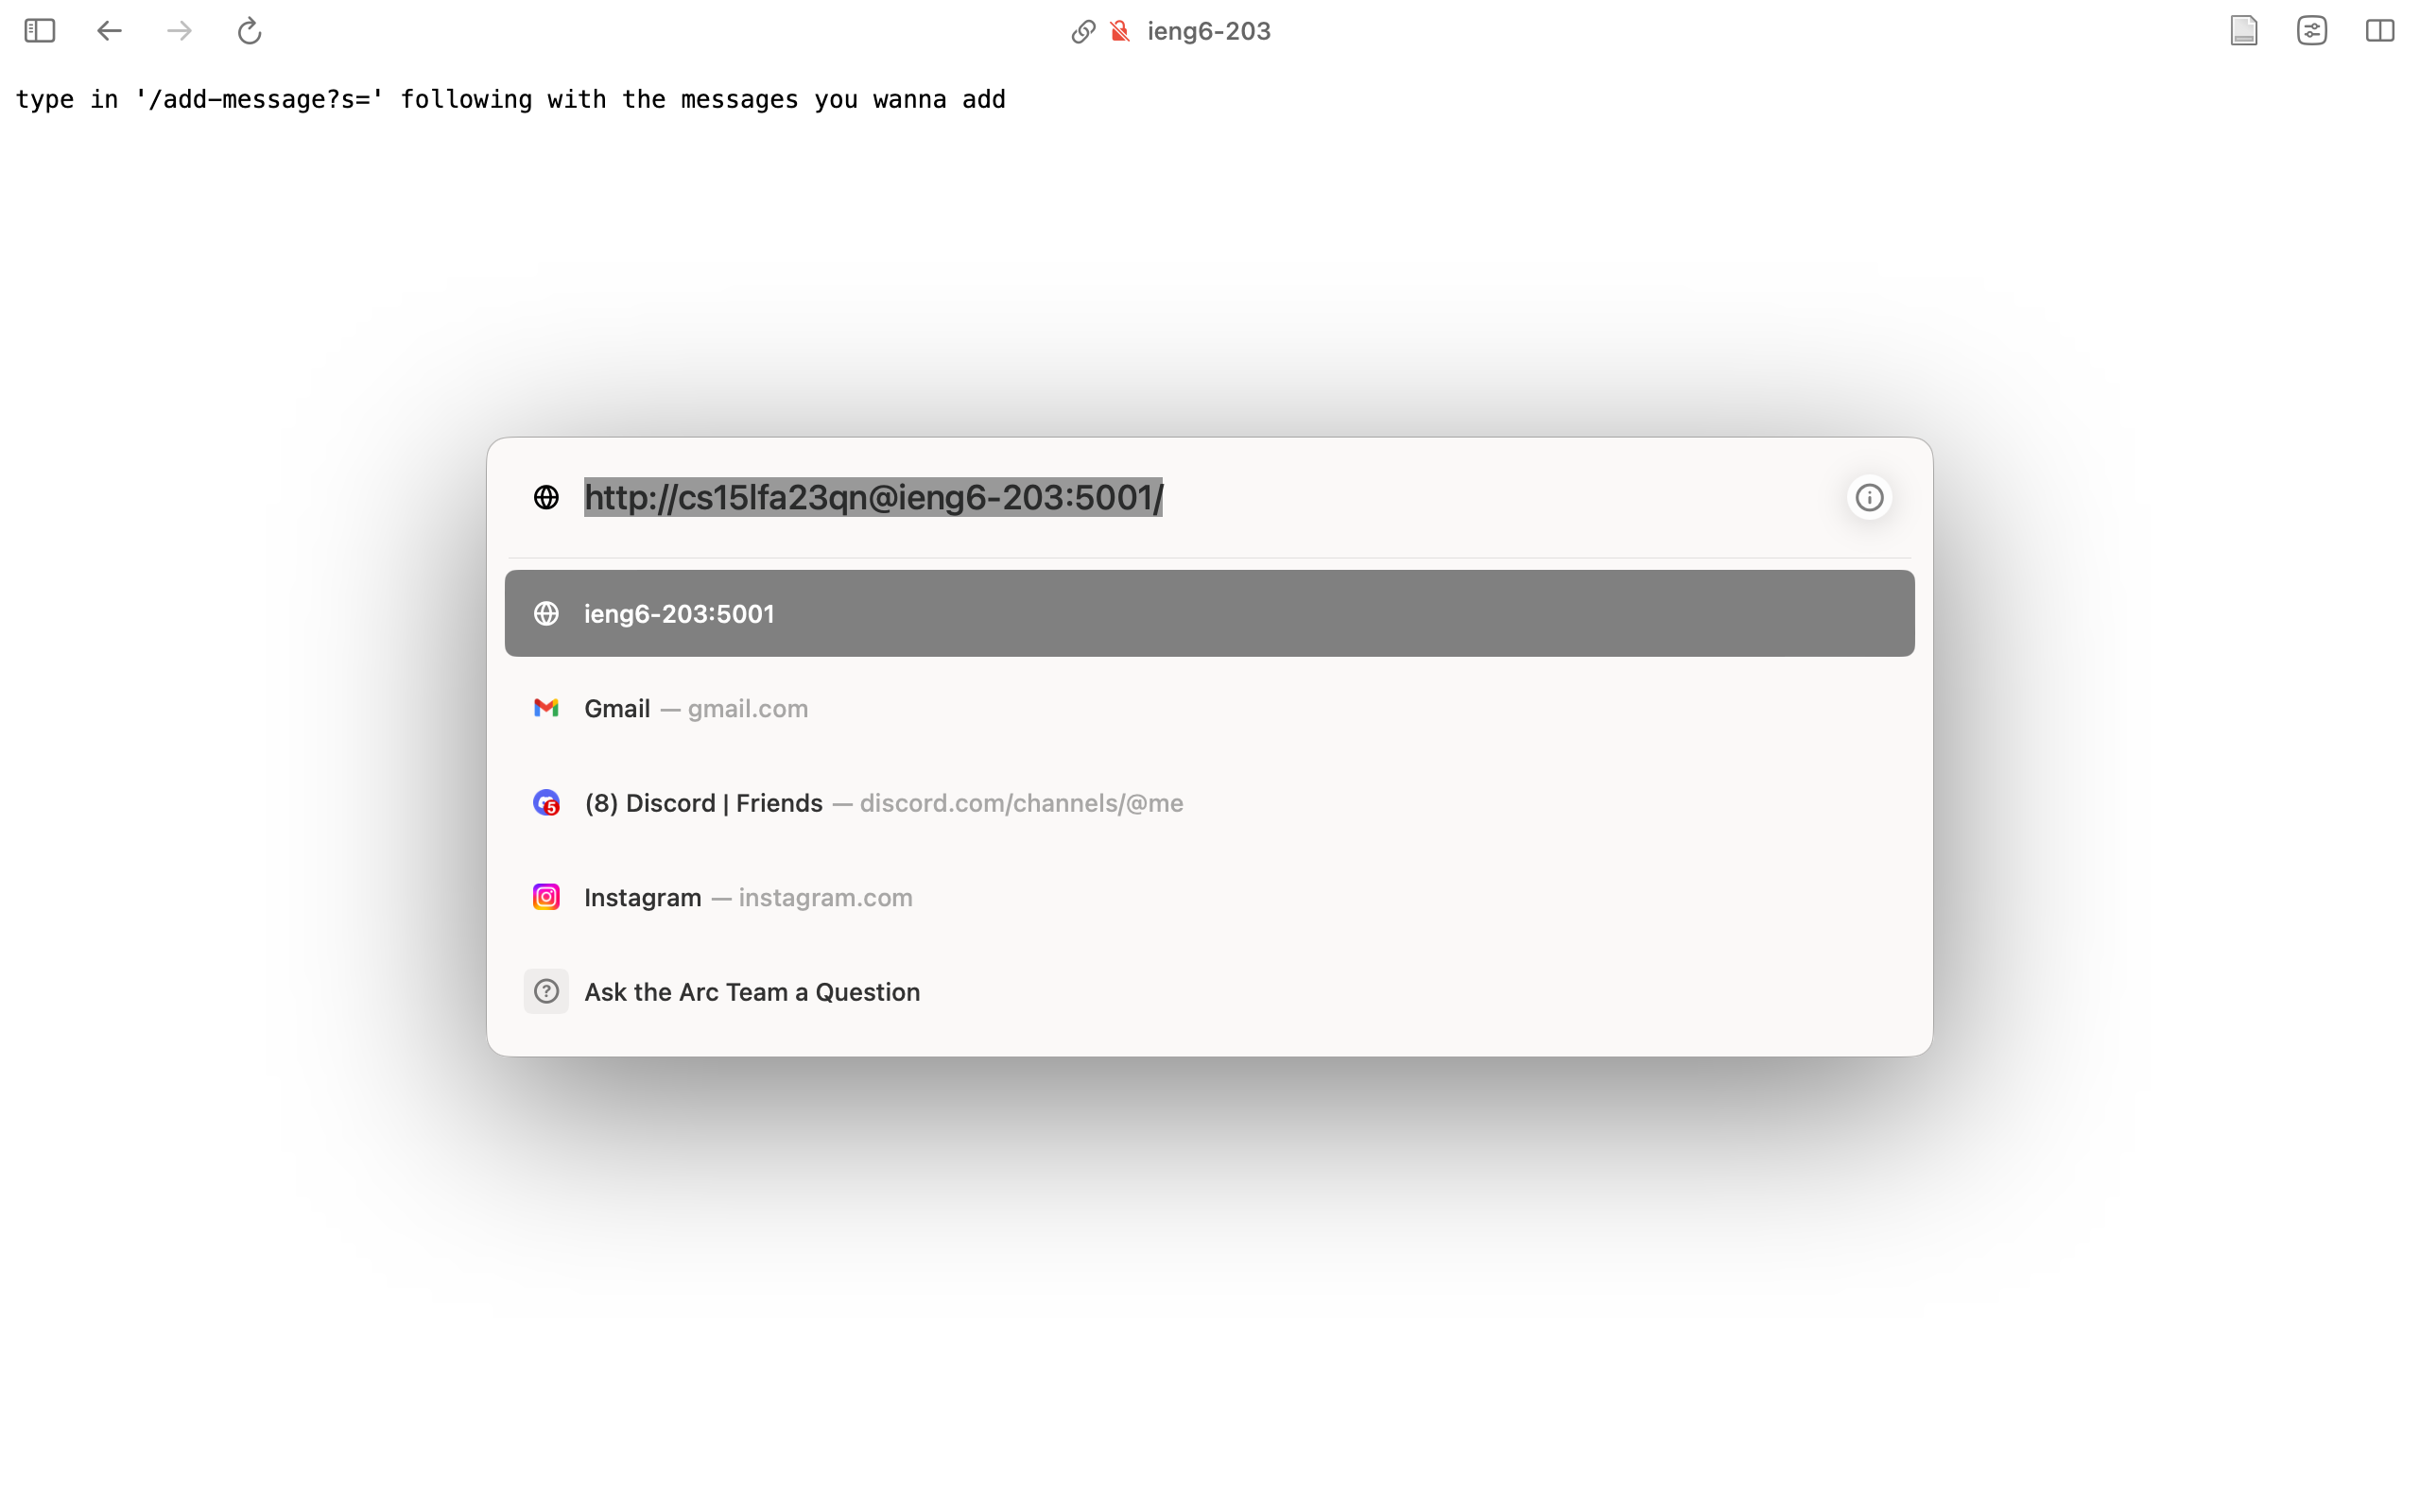 ieng6-203
type in '/add-message?s=' following with the messages you wanna add
http://cs15lfa23qn@ieng6-203:5001/
ieng6-203:5001
Gmail — gmail.com
5
(8) Discord | Friends — discord.com/channels/@me
Instagram — instagram.com
Ask the Arc Team a Question